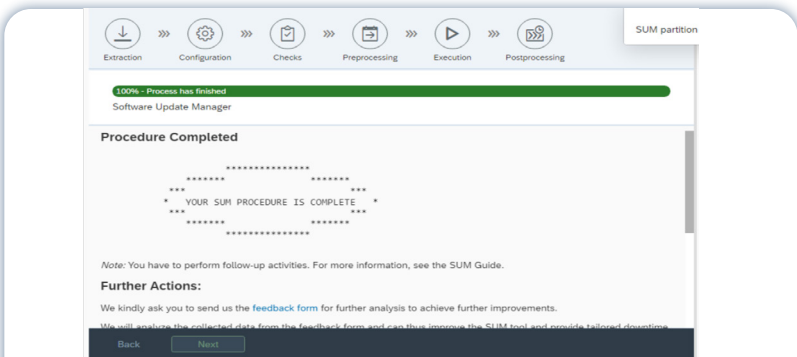 SUM partition
Extraction Configuration Checks Preprocessing Execution Postprocessing
100% - Process has finished
Software Update Manager
Procedure Completed
***************
******* *******
*** ***
* YOUR SUM PROCEDURE IS COMPLETE *
*** ***
******* *******
***************
Note: You have to perform follow-up activities. For more information, see the SUM Guide.
Further Actions:
We kindly ask you to send us the feedback form for further analysis to achieve further improvements.
We will analyze the collected data from the feedback form and can thus improve the SUM tool and provide tailored downtime
Back Next